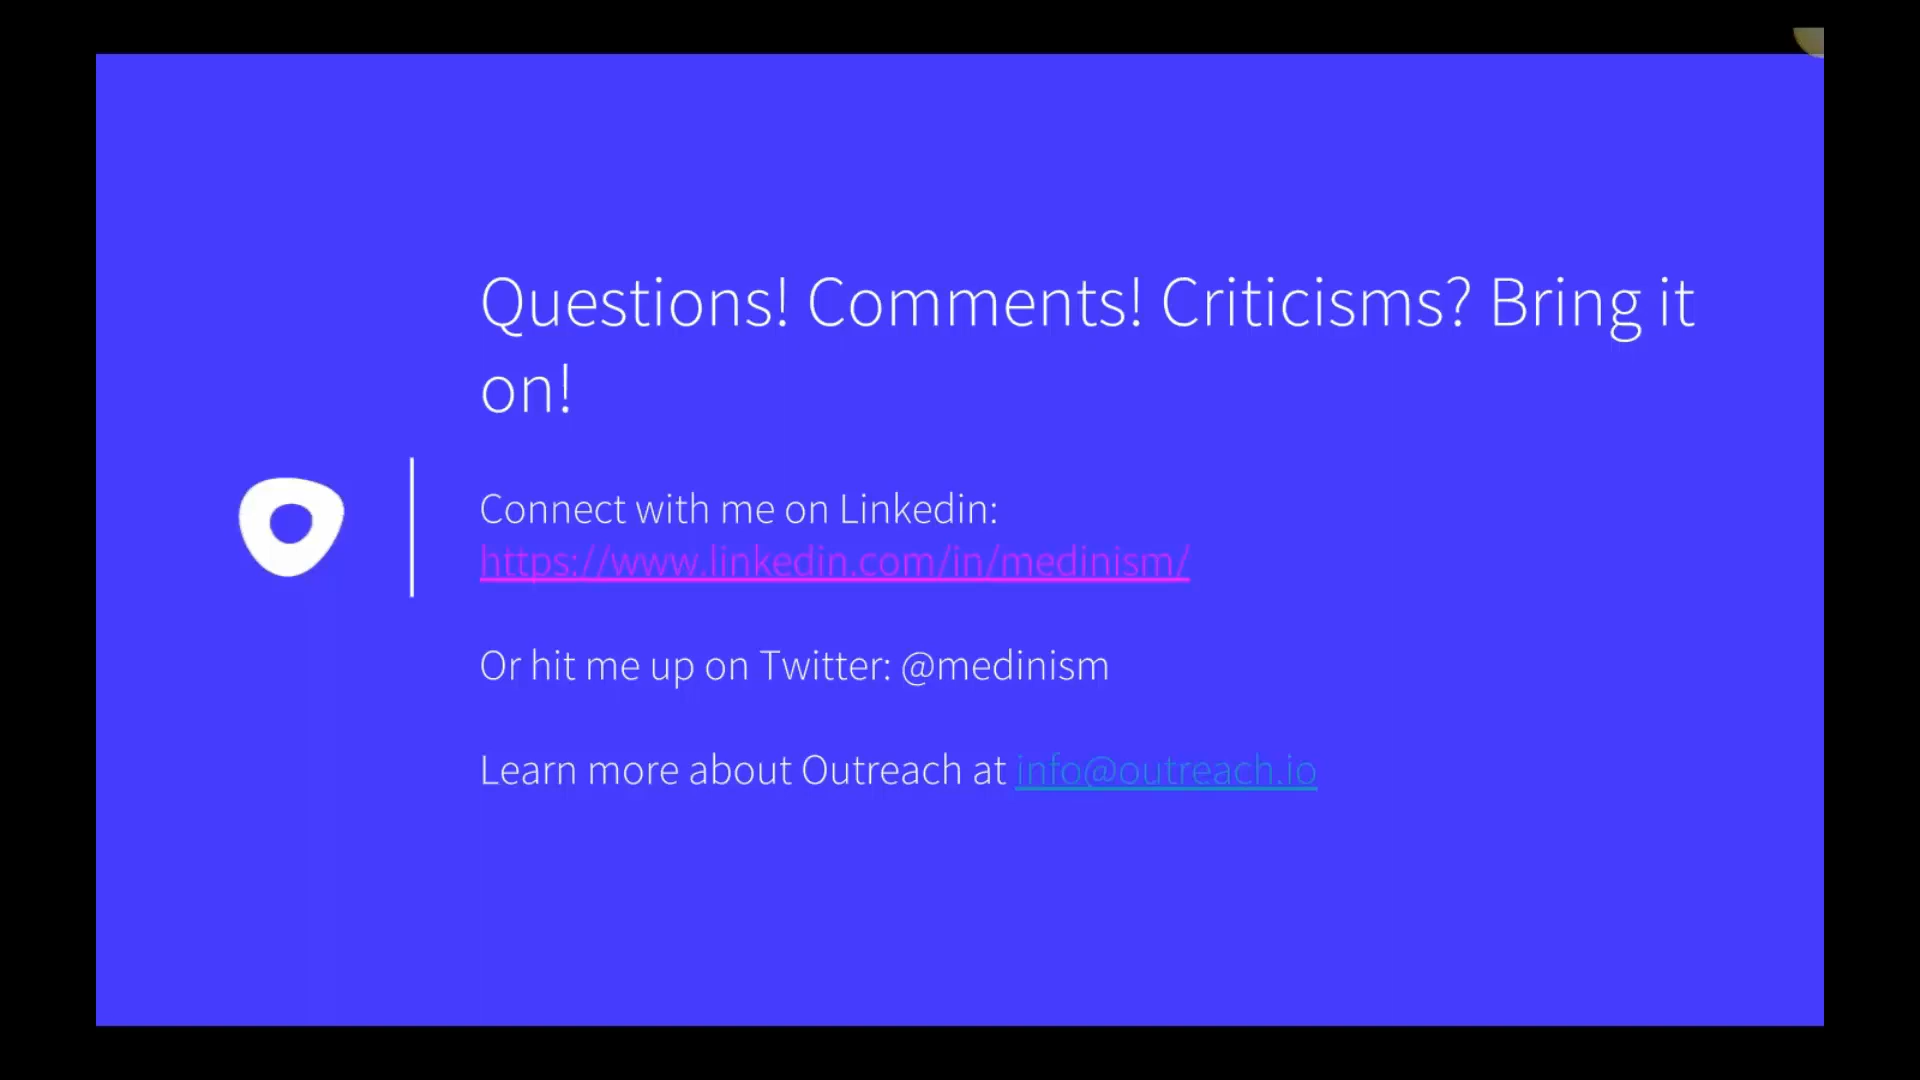 Questions! Comments! Criticisms? Bring it
on!
Connect with me on Linkedin:
https://www.linkedin.com/in/medinism/
Or hit me up on Twitter: @medinism
Learn more about Outreach at info@outreach.io